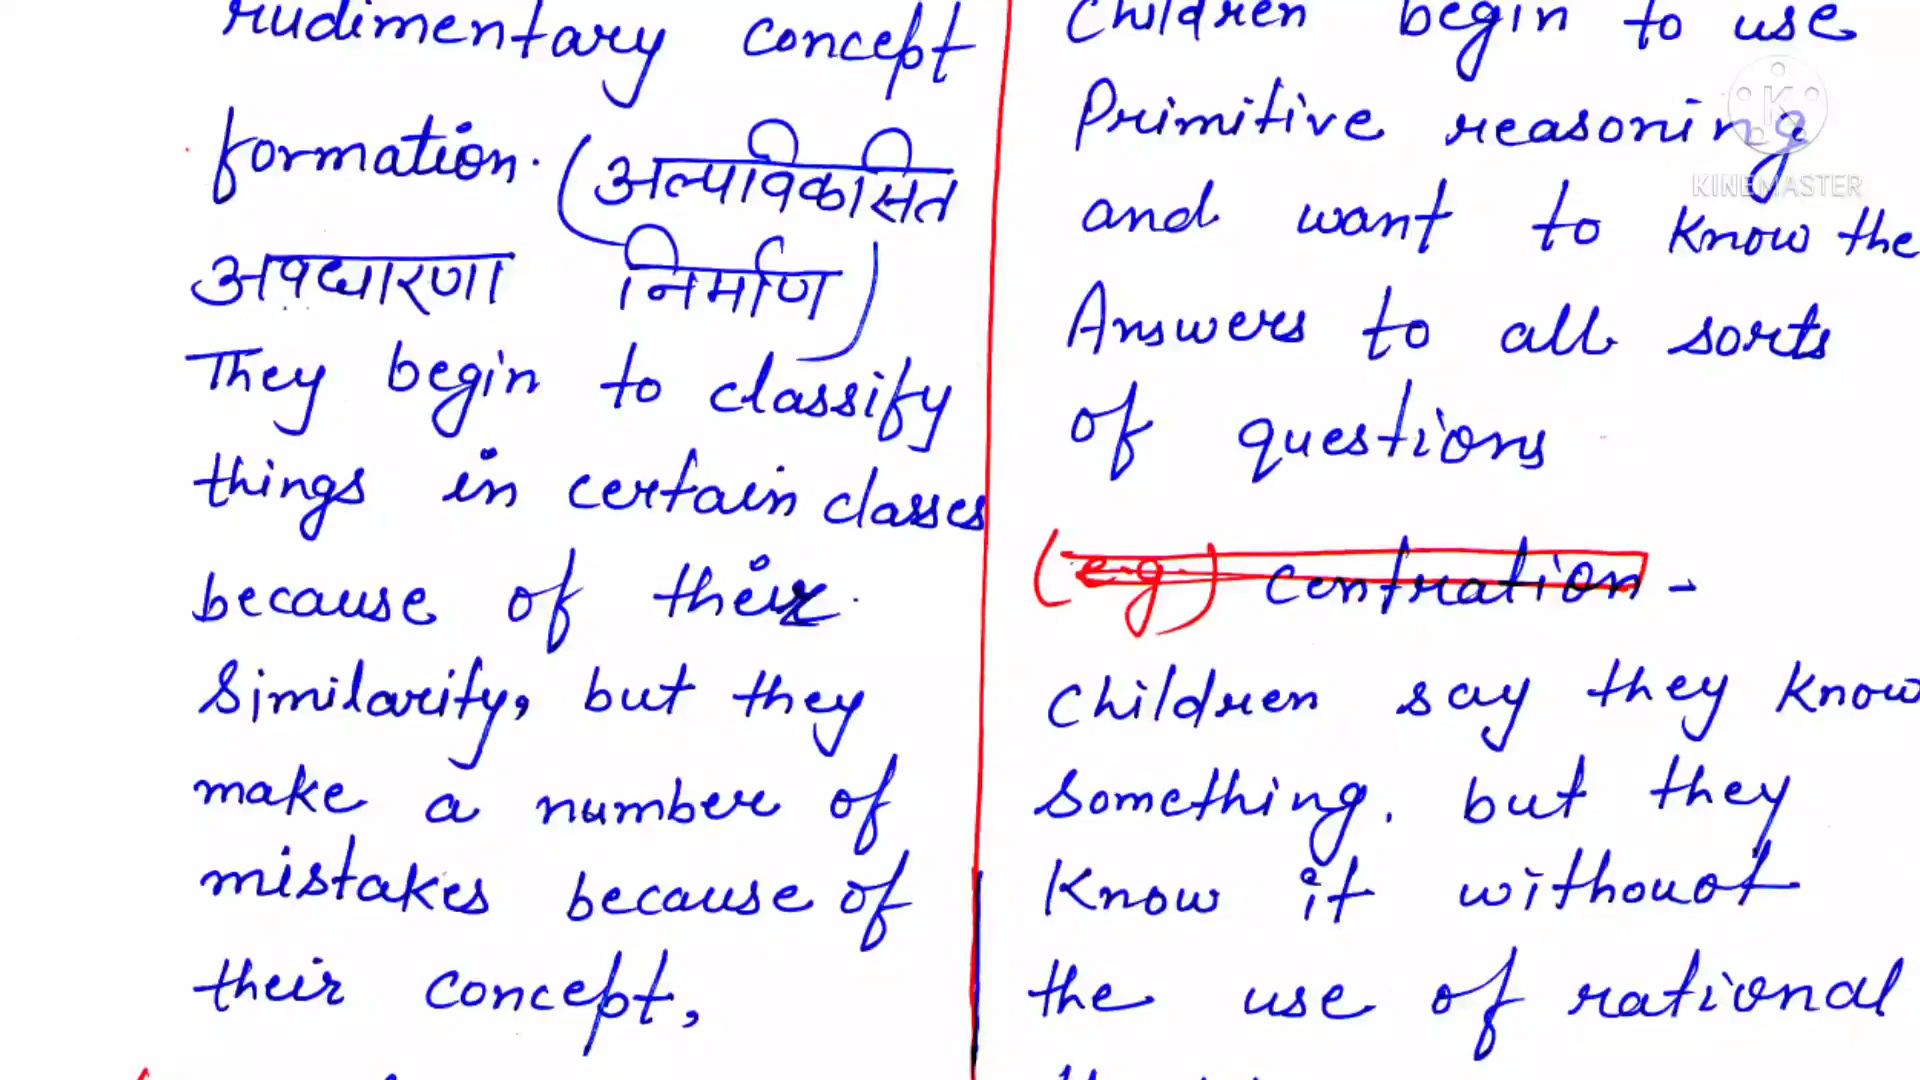 rudimentary concept
formation. (अल्पविकसित
अवधारणा निर्माण)
They begin to classify
things in certain classes
because of their
Similarity, but they
make a number of
mistakes because of
their concept,
Children begin to use
Primitive reasoning
and want to know the
Answers to all sorts
of questions
(e.g.) Centration -
children say they know
something. but they
Know it without
the use of rational
KINEMASTER